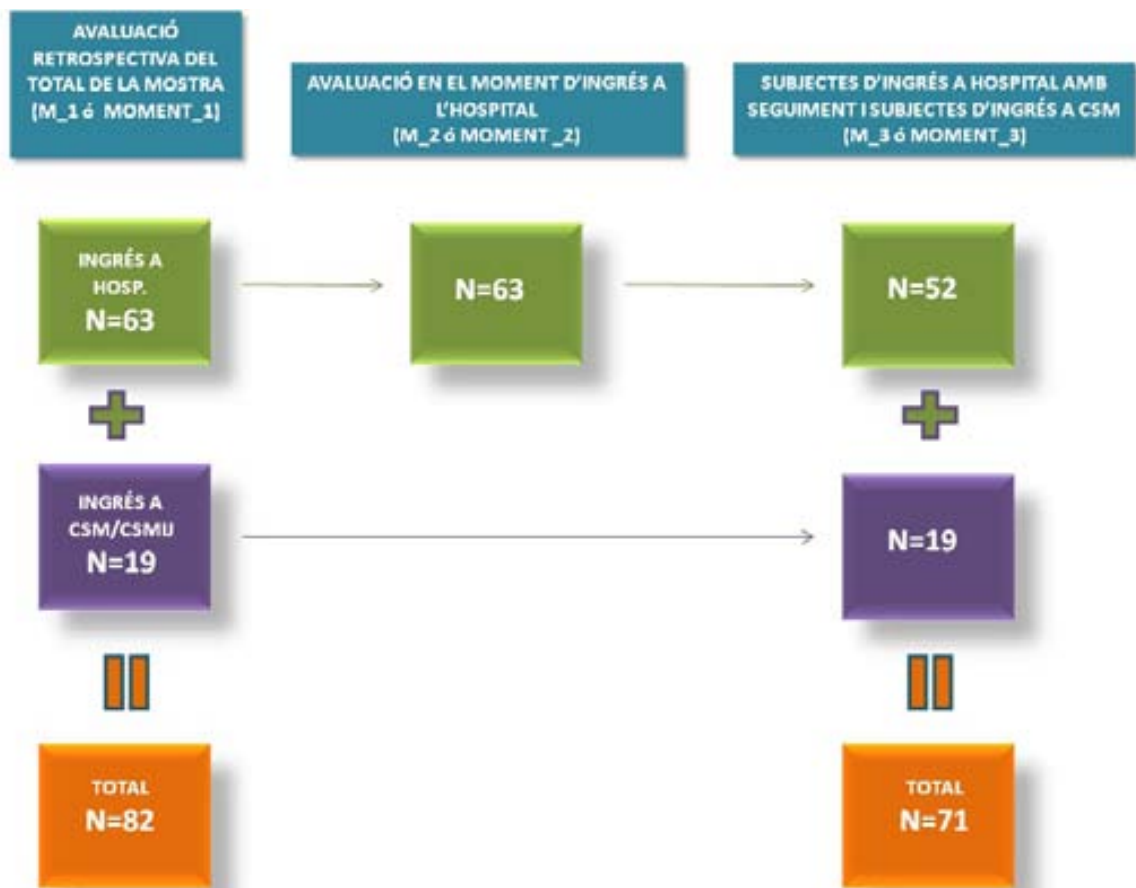 AVALUACIÓ
RETROSPECTIVA DEL
TOTAL DE LA MOSTRA
(M_1 ó MOMENT_1)
AVALUACIÓ EN EL MOMENT D'INGRÉS A
L'HOSPITAL
(M_2 ó MOMENT _2)
SUBJECTES D'INGRÉS A HOSPITAL AMB
SEGUIMENT I SUBJECTES D'INGRÉS A CSM
(M_3 ó MOMENT_3)
INGRÉS A
HOSP.
N=63
N=63
N=52
INGRÉS A
CSM/CSMIJ
N=19
N=19
TOTAL
N=82
TOTAL
N=71